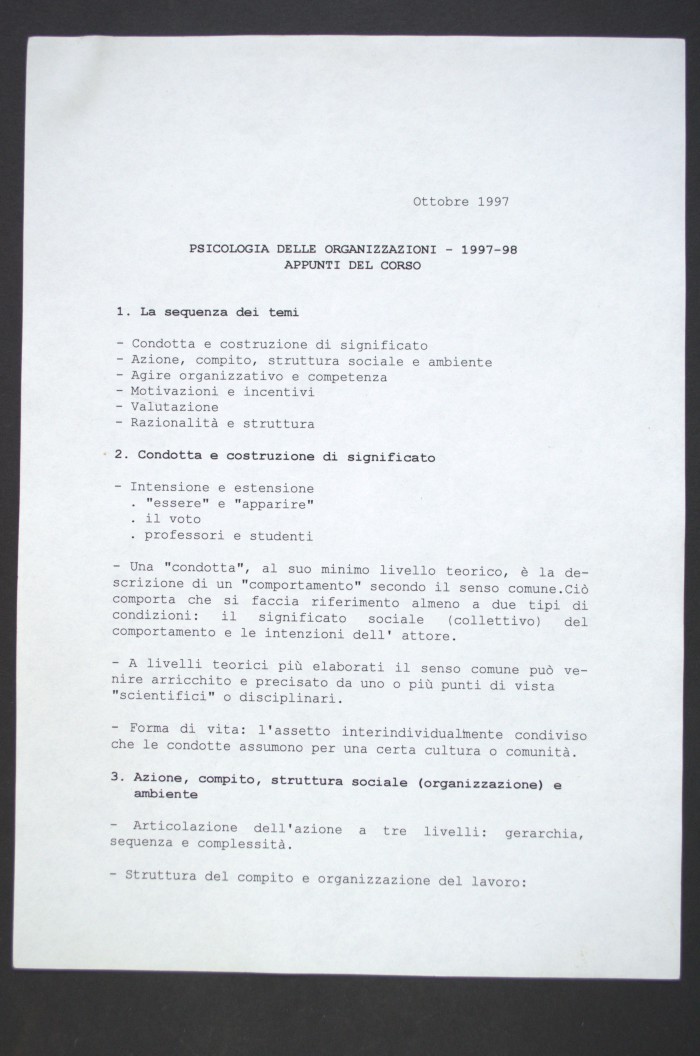 Ottobre 1997
PSICOLOGIA DELLE ORGANIZZAZIONI - 1997-98
APPUNTI DEL CORSO
1. La sequenza dei temi
- Condotta e costruzione di significato
- Azione, compito, struttura sociale e ambiente
- Agire organizzativo e competenza
- Motivazioni e incentivi
- Valutazione
- Razionalità e struttura
2. Condotta e costruzione di significato
- Intensione e estensione
. "essere" e "apparire"
. il voto
. professori e studenti
- Una "condotta", al suo minimo livello teorico, è la de-
scrizione di un "comportamento" secondo il senso comune.Ciò
comporta che si faccia riferimento almeno a due tipi di
condizioni: il significato sociale (collettivo) del
comportamento e le intenzioni dell' attore.
- A livelli teorici più elaborati il senso comune può ve-
nire arricchito e precisato da uno o più punti di vista
"scientifici" o disciplinari.
- Forma di vita: l'assetto interindividualmente condiviso
che le condotte assumono per una certa cultura o comunità.
3. Azione, compito, struttura sociale (organizzazione) e
ambiente
- Articolazione dell'azione a tre livelli: gerarchia,
sequenza e complessità.
- Struttura del compito e organizzazione del lavoro: